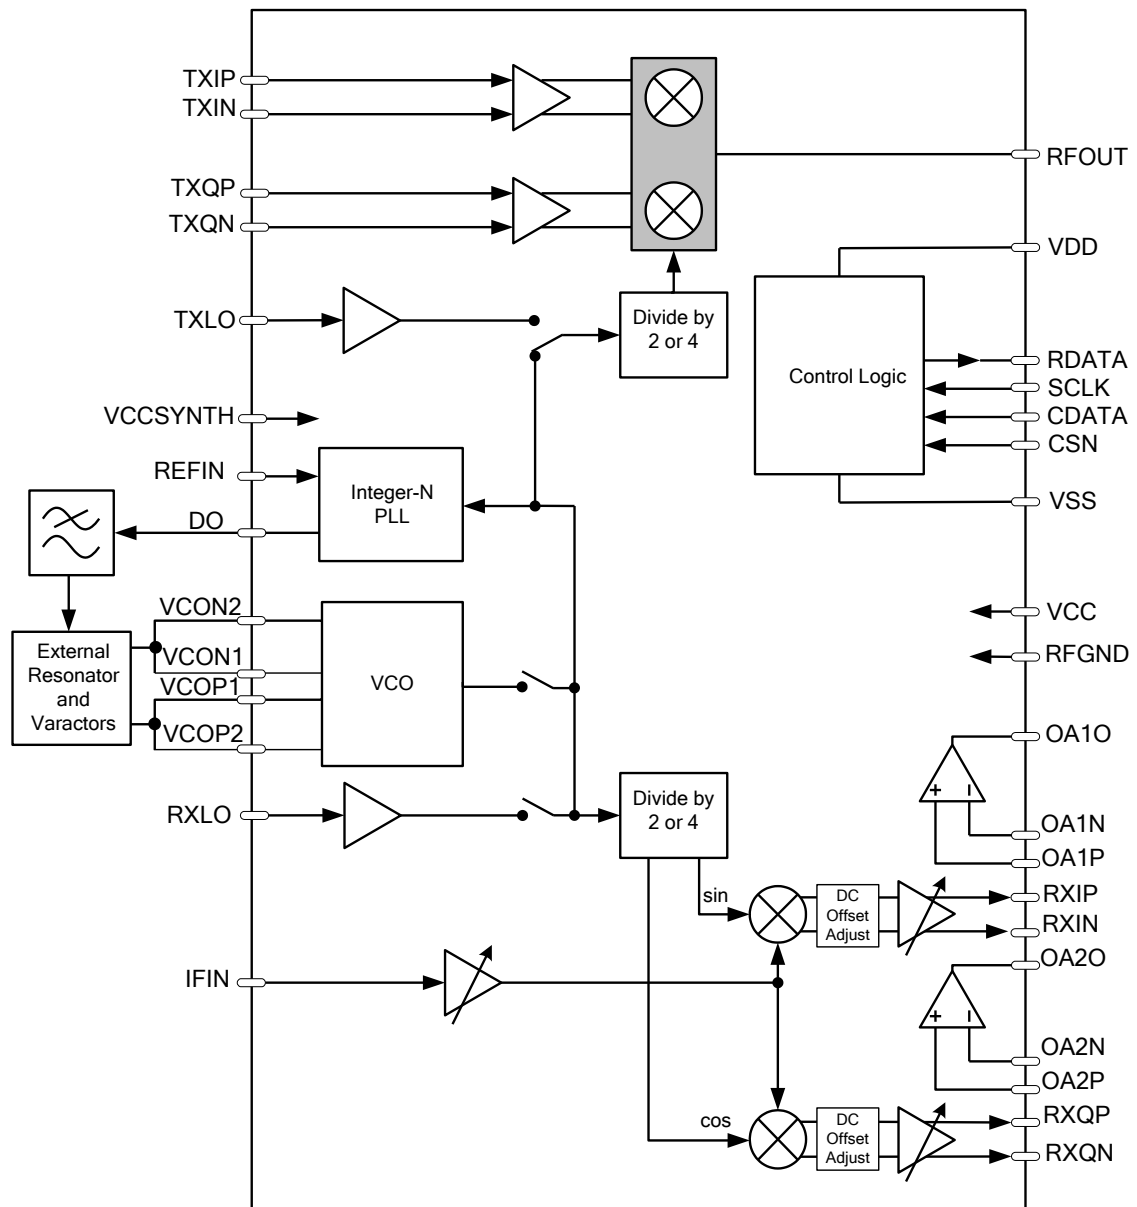 TXIP
TXIN
TXQP
TXQN
RFOUT
VDD
TXLO
Divide by
2 or 4
Control Logic
RDATA
SCLK
CDATA
CSN
VSS
VCCSYNTH
REFIN
Integer-N
PLL
DO
VCON2
VCON1
VCOP1
VCOP2
External
Resonator
and
Varactors
VCO
VCC
RFGND
OA1O
+ -
OA1N
OA1P
RXLO
Divide by
2 or 4
sin
DC
Offset
Adjust
RXIP
RXIN
IFIN
OA2O
+ -
OA2N
OA2P
cos
DC
Offset
Adjust
RXQP
RXQN